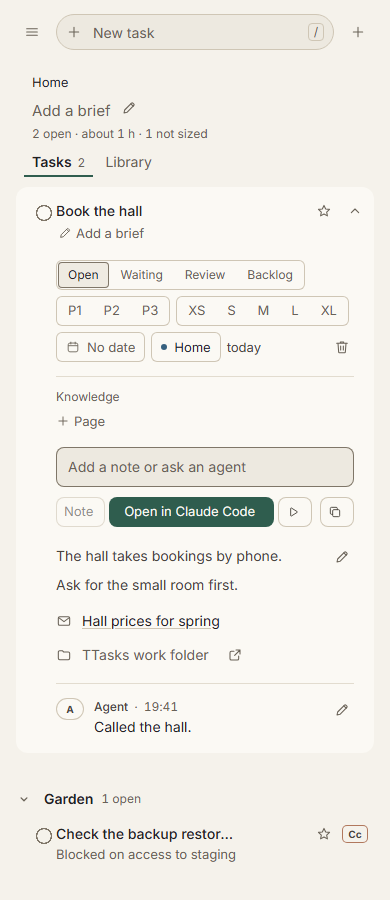 New task /
Home
Add a brief
2 open · about 1 h · 1 not sized
Tasks 2 Library
Book the hall
Add a brief
Open Waiting Review Backlog
P1 P2 P3 XS S M L XL
No date Home today
Knowledge
Page
Add a note or ask an agent
Note Open in Claude Code
The hall takes bookings by phone.
Ask for the small room first.
Hall prices for spring
TTasks work folder
A Agent · 19:41
Called the hall.
Garden 1 open
Check the backup restor... Cc
Blocked on access to staging